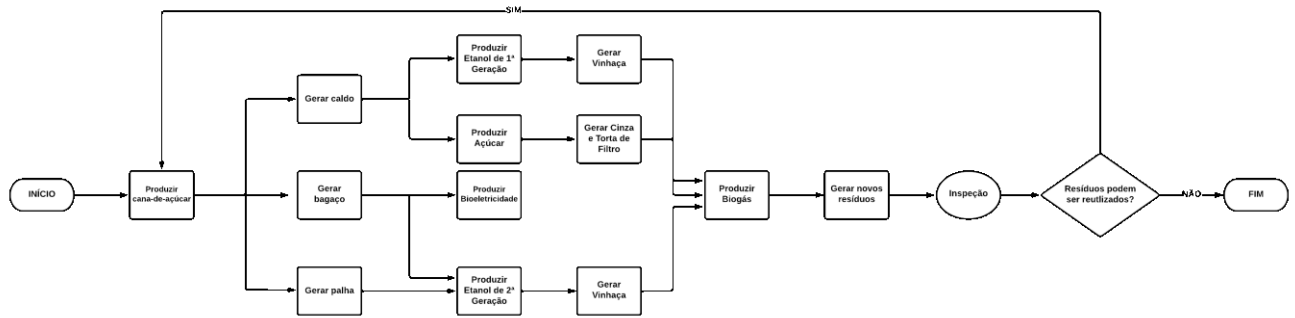 SIM
Produzir
Etanol de 1ª
Geração
Gerar
Vinhaça
Gerar caldo
Produzir
Açúcar
Gerar Cinza
e Torta de
Filtro
INÍCIO
Produzir
cana-de-açúcar
Gerar
bagaço
Produzir
Bioeletricidade
Produzir
Biogás
Gerar novos
resíduos
Inspeção
Resíduos podem
ser reutlizados?
NÃO
FIM
Gerar palha
Produzir
Etanol de 2ª
Geração
Gerar
Vinhaça